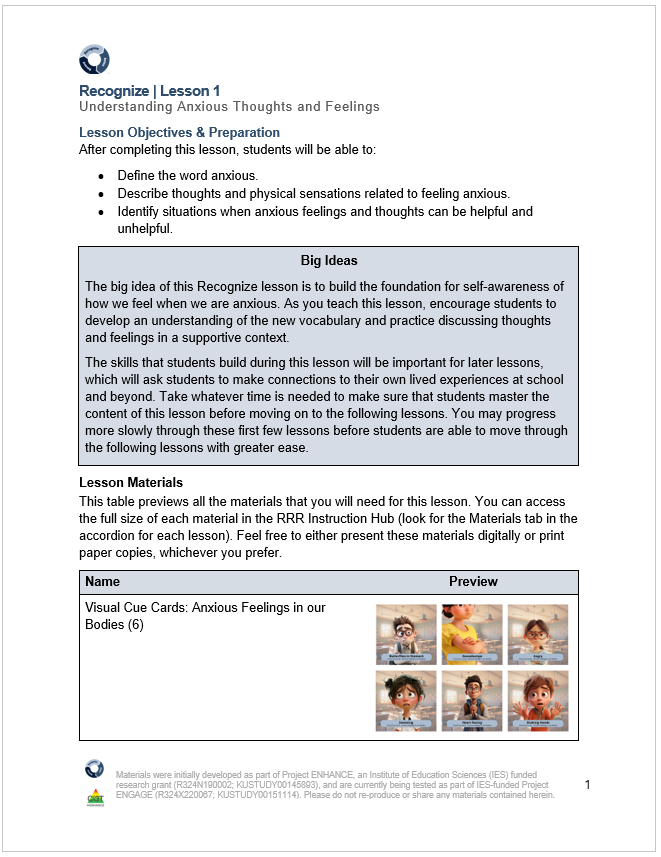 Recognize
Recognize | Lesson 1
Understanding Anxious Thoughts and Feelings
Lesson Objectives & Preparation
After completing this lesson, students will be able to:
• Define the word anxious.
• Describe thoughts and physical sensations related to feeling anxious.
• Identify situations when anxious feelings and thoughts can be helpful and
unhelpful.
Big Ideas
The big idea of this Recognize lesson is to build the foundation for self-awareness of
how we feel when we are anxious. As you teach this lesson, encourage students to
develop an understanding of the new vocabulary and practice discussing thoughts
and feelings in a supportive context.
The skills that students build during this lesson will be important for later lessons,
which will ask students to make connections to their own lived experiences at school
and beyond. Take whatever time is needed to make sure that students master the
content of this lesson before moving on to the following lessons. You may progress
more slowly through these first few lessons before students are able to move through
the following lessons with greater ease.
Lesson Materials
This table previews all the materials that you will need for this lesson. You can access
the full size of each material in the RRR Instruction Hub (look for the Materials tab in the
accordion for each lesson). Feel free to either present these materials digitally or print
paper copies, whichever you prefer.
Name Preview
Visual Cue Cards: Anxious Feelings in our
Bodies (6)
Butterflies in Stomach
Angry
Sweating Heart Racing Shaking Hands
Materials were initially developed as part of Project ENHANCE, an Institute of Education Sciences (IES) funded
research grant (R324N190002; KUSTUDY00145693), and are currently being tested as part of IES-funded Project
ENGAGE (R324X220067; KUSTUDY00151114). Please do not re-produce or share any materials contained herein.
1